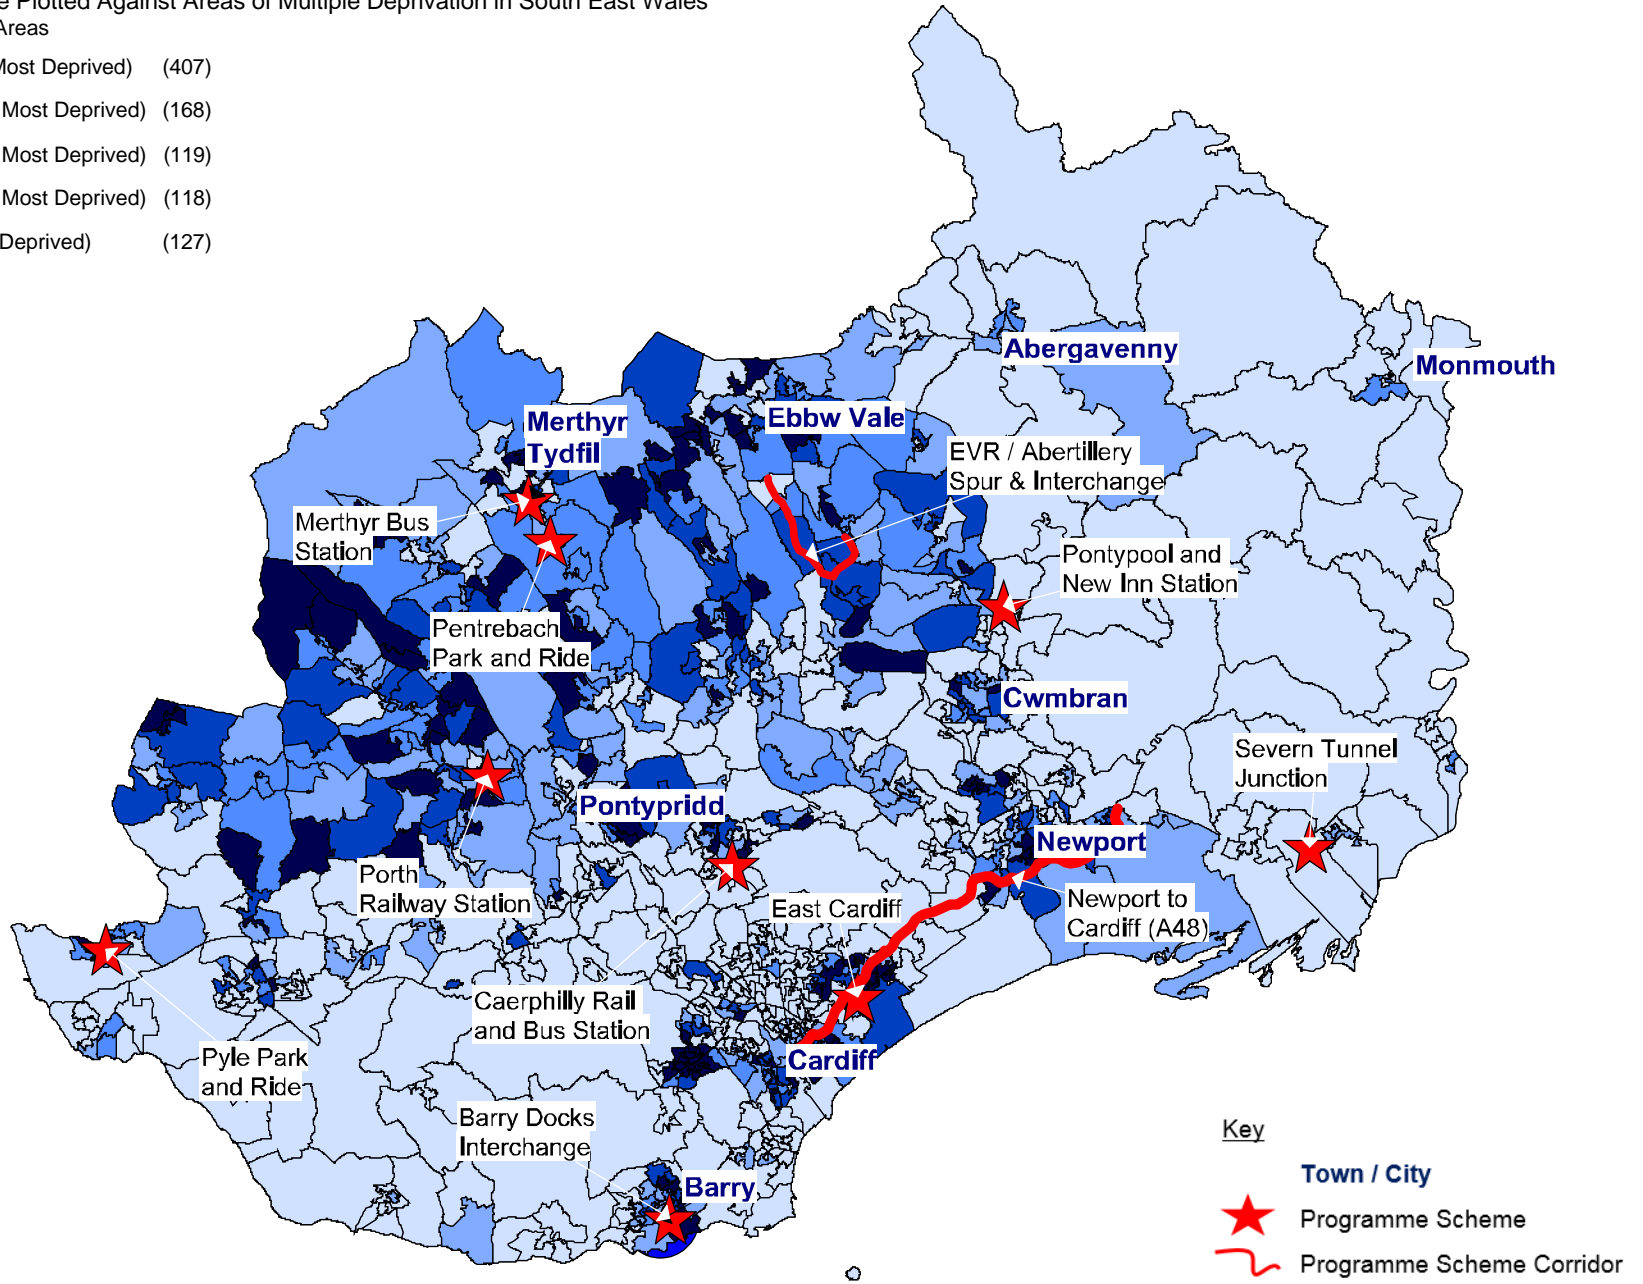 e Plotted Against Areas of Multiple Deprivation in South East Wales
Areas
Most Deprived) (407)
Most Deprived) (168)
Most Deprived) (119)
Most Deprived) (118)
Deprived) (127)
Abergavenny
Monmouth
Merthyr
Tydfil
Ebbw Vale
EVR / Abertillery
Spur & Interchange
Merthyr Bus
Station
Pontypool and
New Inn Station
Pentrebach
Park and Ride
Cwmbran
Severn Tunnel
Junction
Pontypridd
Newport
Porth
Railway Station
East Cardiff
Newport to
Cardiff (A48)
Caerphilly Rail
and Bus Station
Pyle Park
and Ride
Cardiff
Barry Docks
Interchange
Barry
Key
Town / City
Programme Scheme
Programme Scheme Corridor